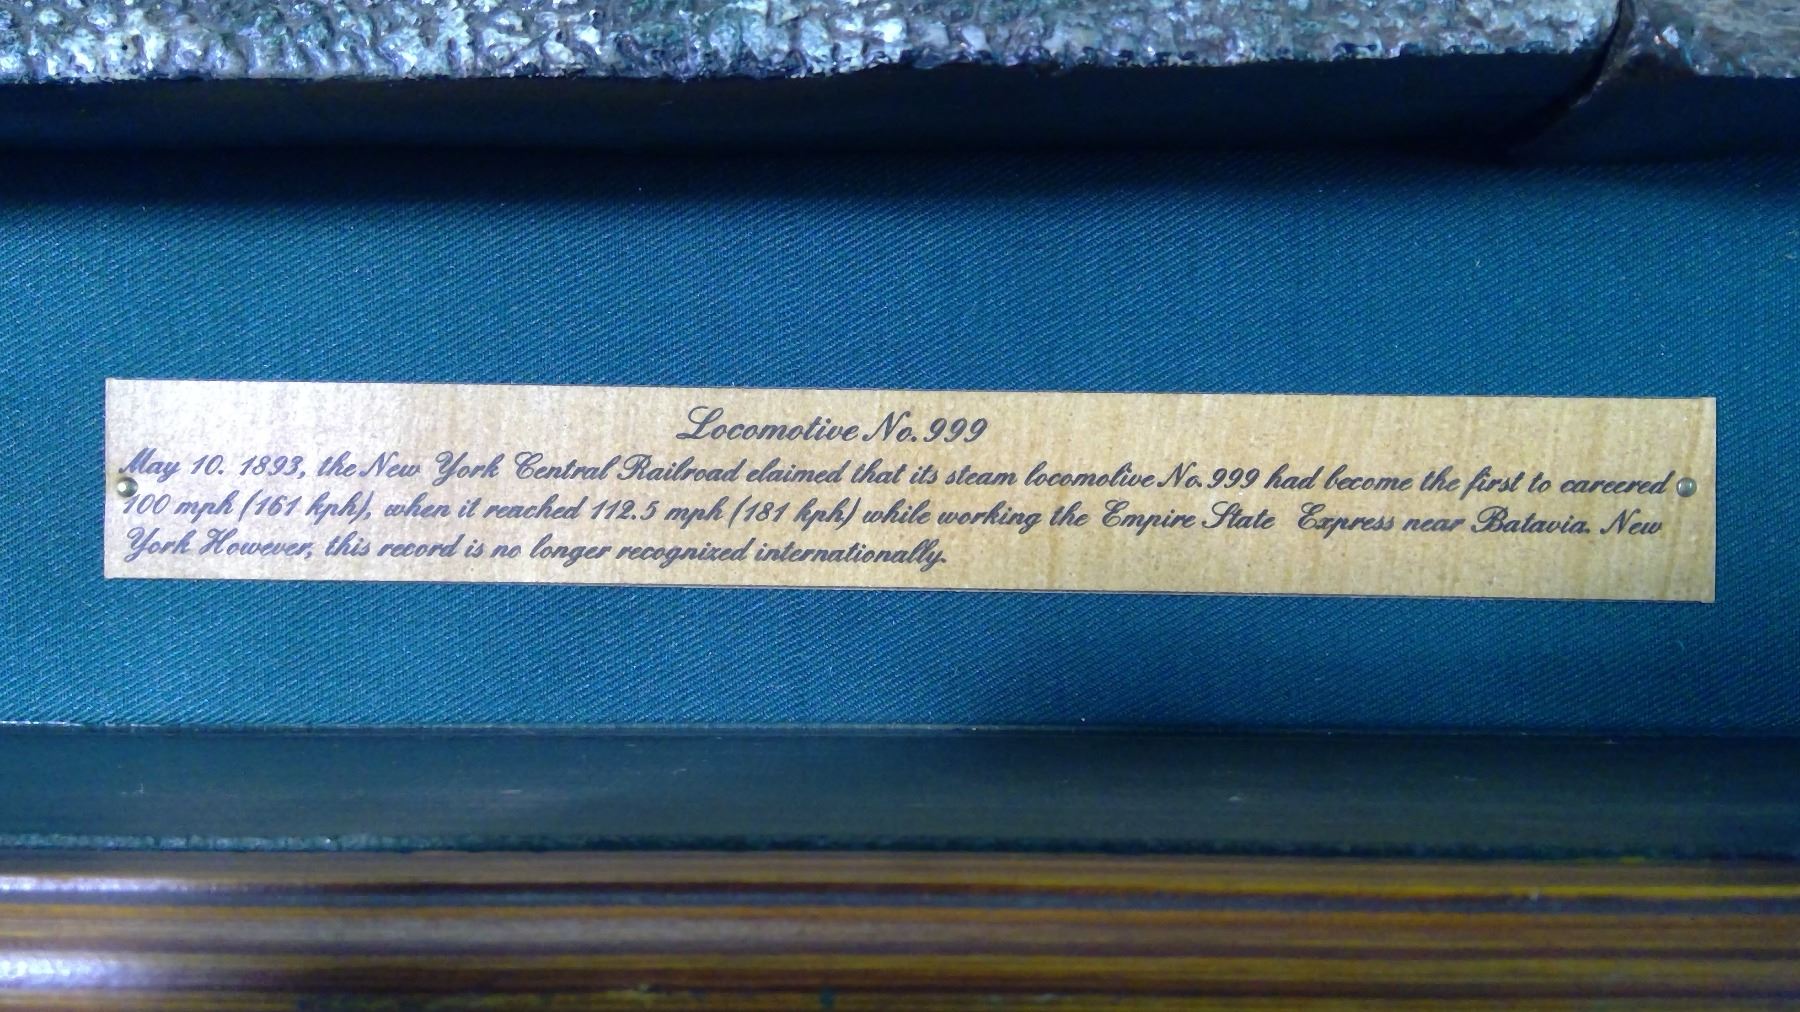 Locomotive No. 999
May 10. 1893, the New York Central Railroad elaimed that its steam locomolive No. 999 had become the first to careered
100 mph (161 kph), when it reached 112.5 mph (181 kph) while working the Empire State Express near Batavia. New
York However, this record is no longer recognized internationally.